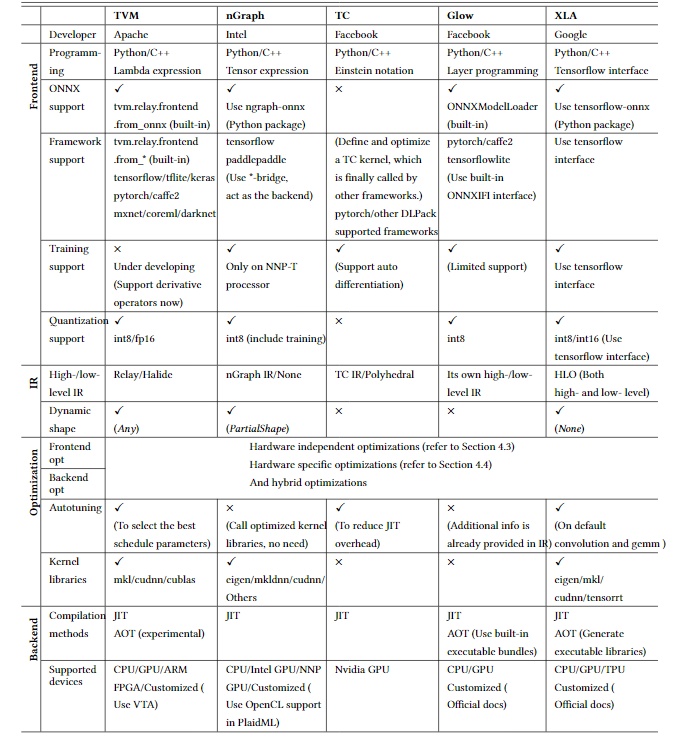 TVM nGraph TC Glow XLA
Developer Apache Intel Facebook Facebook Google
Frontend
Programm- Python/C++ Python/C++ Python/C++ Python/C++ Python/C++
ing Lambda expression Tensor expression Einstein notation Layer programming Tensorflow interface
ONNX ✓ ✓ × ✓ ✓
support tvm.relay.frontend Use ngraph-onnx ONNXModelLoader Use tensorflow-onnx
.from_onnx (built-in) (Python package) (built-in) (Python package)
Framework tvm.relay.frontend tensorflow (Define and optimize pytorch/caffe2 Use tensorflow
support .from_* (built-in) paddlepaddle a TC kernel, which tensorflowlite interface
tensorflow/tflite/keras (Use *-bridge, is finally called by (Use built-in
pytorch/caffe2 act as the backend) other frameworks.) ONNXIFI interface)
mxnet/coreml/darknet pytorch/other DLPack
supported frameworks
Training × ✓ ✓ ✓ ✓
support Under developing Only on NNP-T (Support auto (Limited support) Use tensorflow
(Support derivative processor differentiation) interface
operators now)
Quantization ✓ ✓ × ✓ ✓
support int8/fp16 int8 (include training) int8 int8/int16 (Use
tensorflow interface)
IR
High-/low- Relay/Halide nGraph IR/None TC IR/Polyhedral Its own high-/low- HLO (Both
level IR level IR high- and low- level)
Dynamic ✓ ✓ × × ✓
shape (Any) (PartialShape) (None)
Optimization
Frontend Hardware independent optimizations (refer to Section 4.3)
opt Hardware specific optimizations (refer to Section 4.4)
Backend And hybrid optimizations
opt
Autotuning ✓ × ✓ × ✓
(To select the best (Call optimized kernel (To reduce JIT (Additional info is (On default
schedule parameters) libraries, no need) overhead) already provided in IR) convolution and gemm )
Kernel ✓ ✓ × × ✓
libraries mkl/cudnn/cublas eigen/mkldnn/cudnn/ eigen/mkl/
Others cudnn/tensorrt
Backend
Compilation JIT JIT JIT JIT JIT
methods AOT (experimental) AOT (Use built-in AOT (Generate
executable bundles) executable libraries)
Supported CPU/GPU/ARM CPU/Intel GPU/NNP Nvidia GPU CPU/GPU CPU/GPU/TPU
devices FPGA/Customized ( GPU/Customized ( Customized ( Customized (
Use VTA) Use OpenCL support Official docs) Official docs)
in PlaidML)